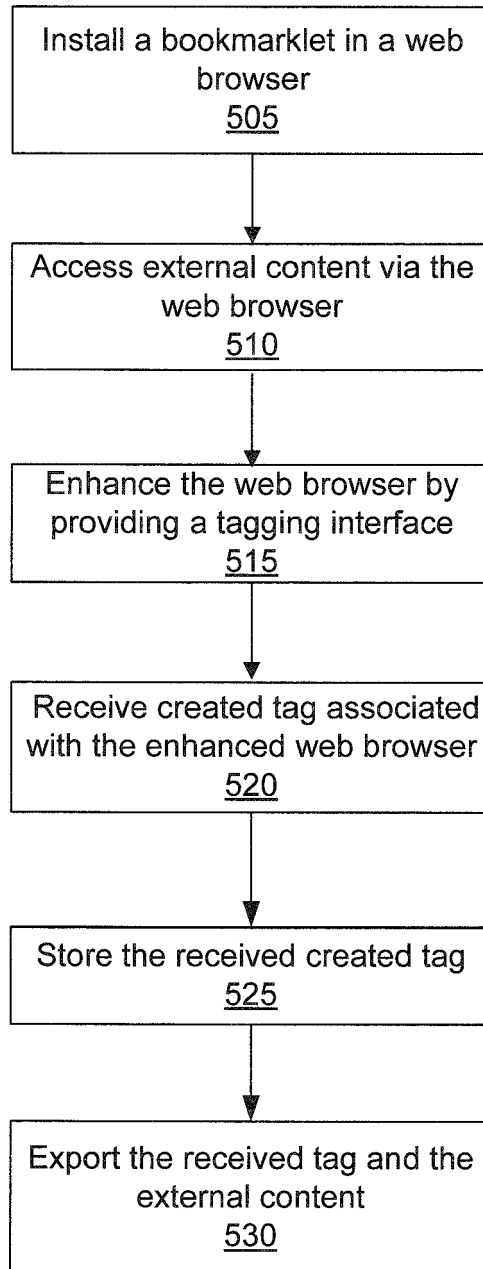 Install a bookmarklet in a web
browser
505
Access external content via the
web browser
510
Enhance the web browser by
providing a tagging interface
515
Receive created tag associated
with the enhanced web browser
520
Store the received created tag
525
Export the received tag and the
external content
530